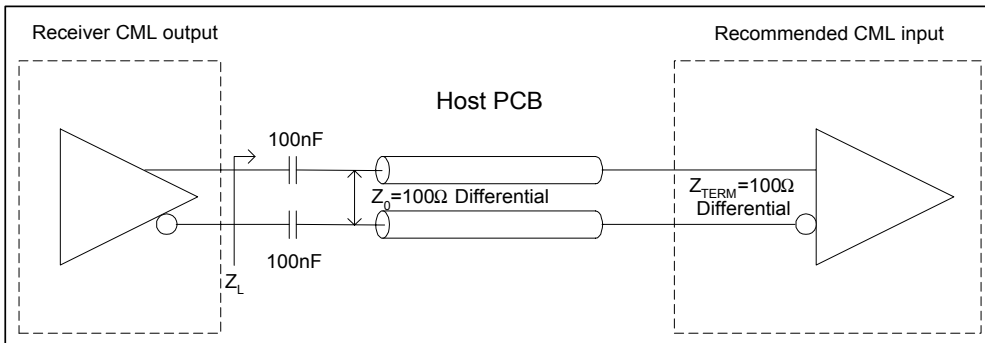 Receiver CML output
Recommended CML input
Host PCB
100nF
Z0=100Ω Differential
ZTERM=100Ω
Differential
100nF
ZL